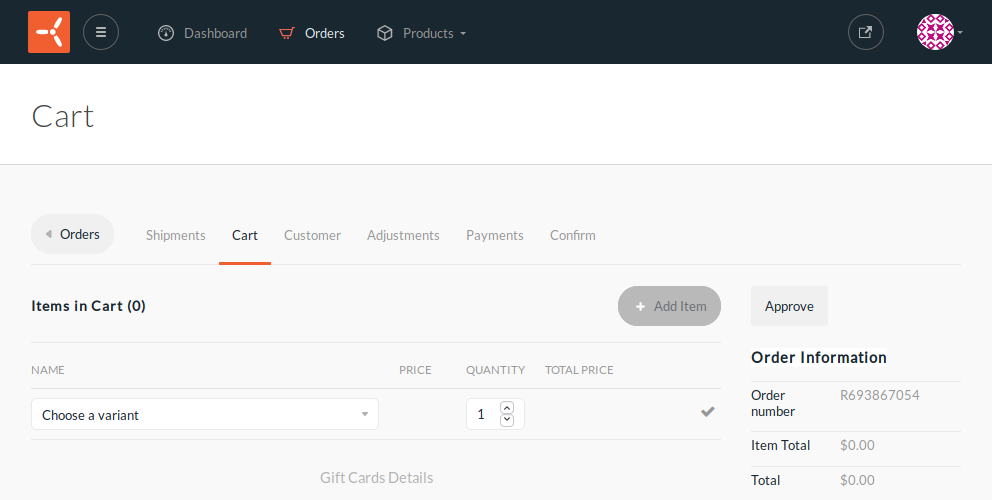 Dashboard
Orders
Products
Cart
Orders
Shipments
Cart
Customer
Adjustments
Payments
Confirm
Items in Cart (0)
Add Item
Approve
NAME
PRICE
QUANTITY
TOTAL PRICE
Choose a variant
1
Gift Cards Details
Order Information
Order number
R693867054
Item Total
$0.00
Total
$0.00